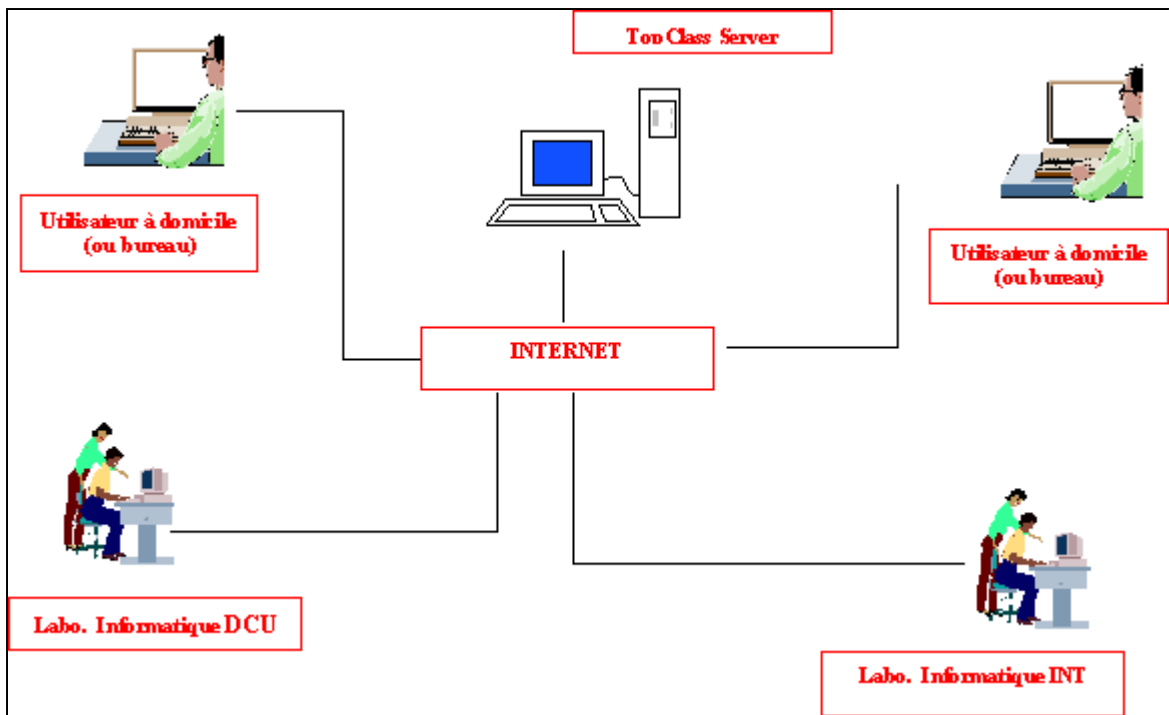 TopClass Server
Utilisateur à domicile
(ou bureau)
Utilisateur à domicile
(ou bureau)
INTERNET
Labo. Informatique DCU
Labo. Informatique INT